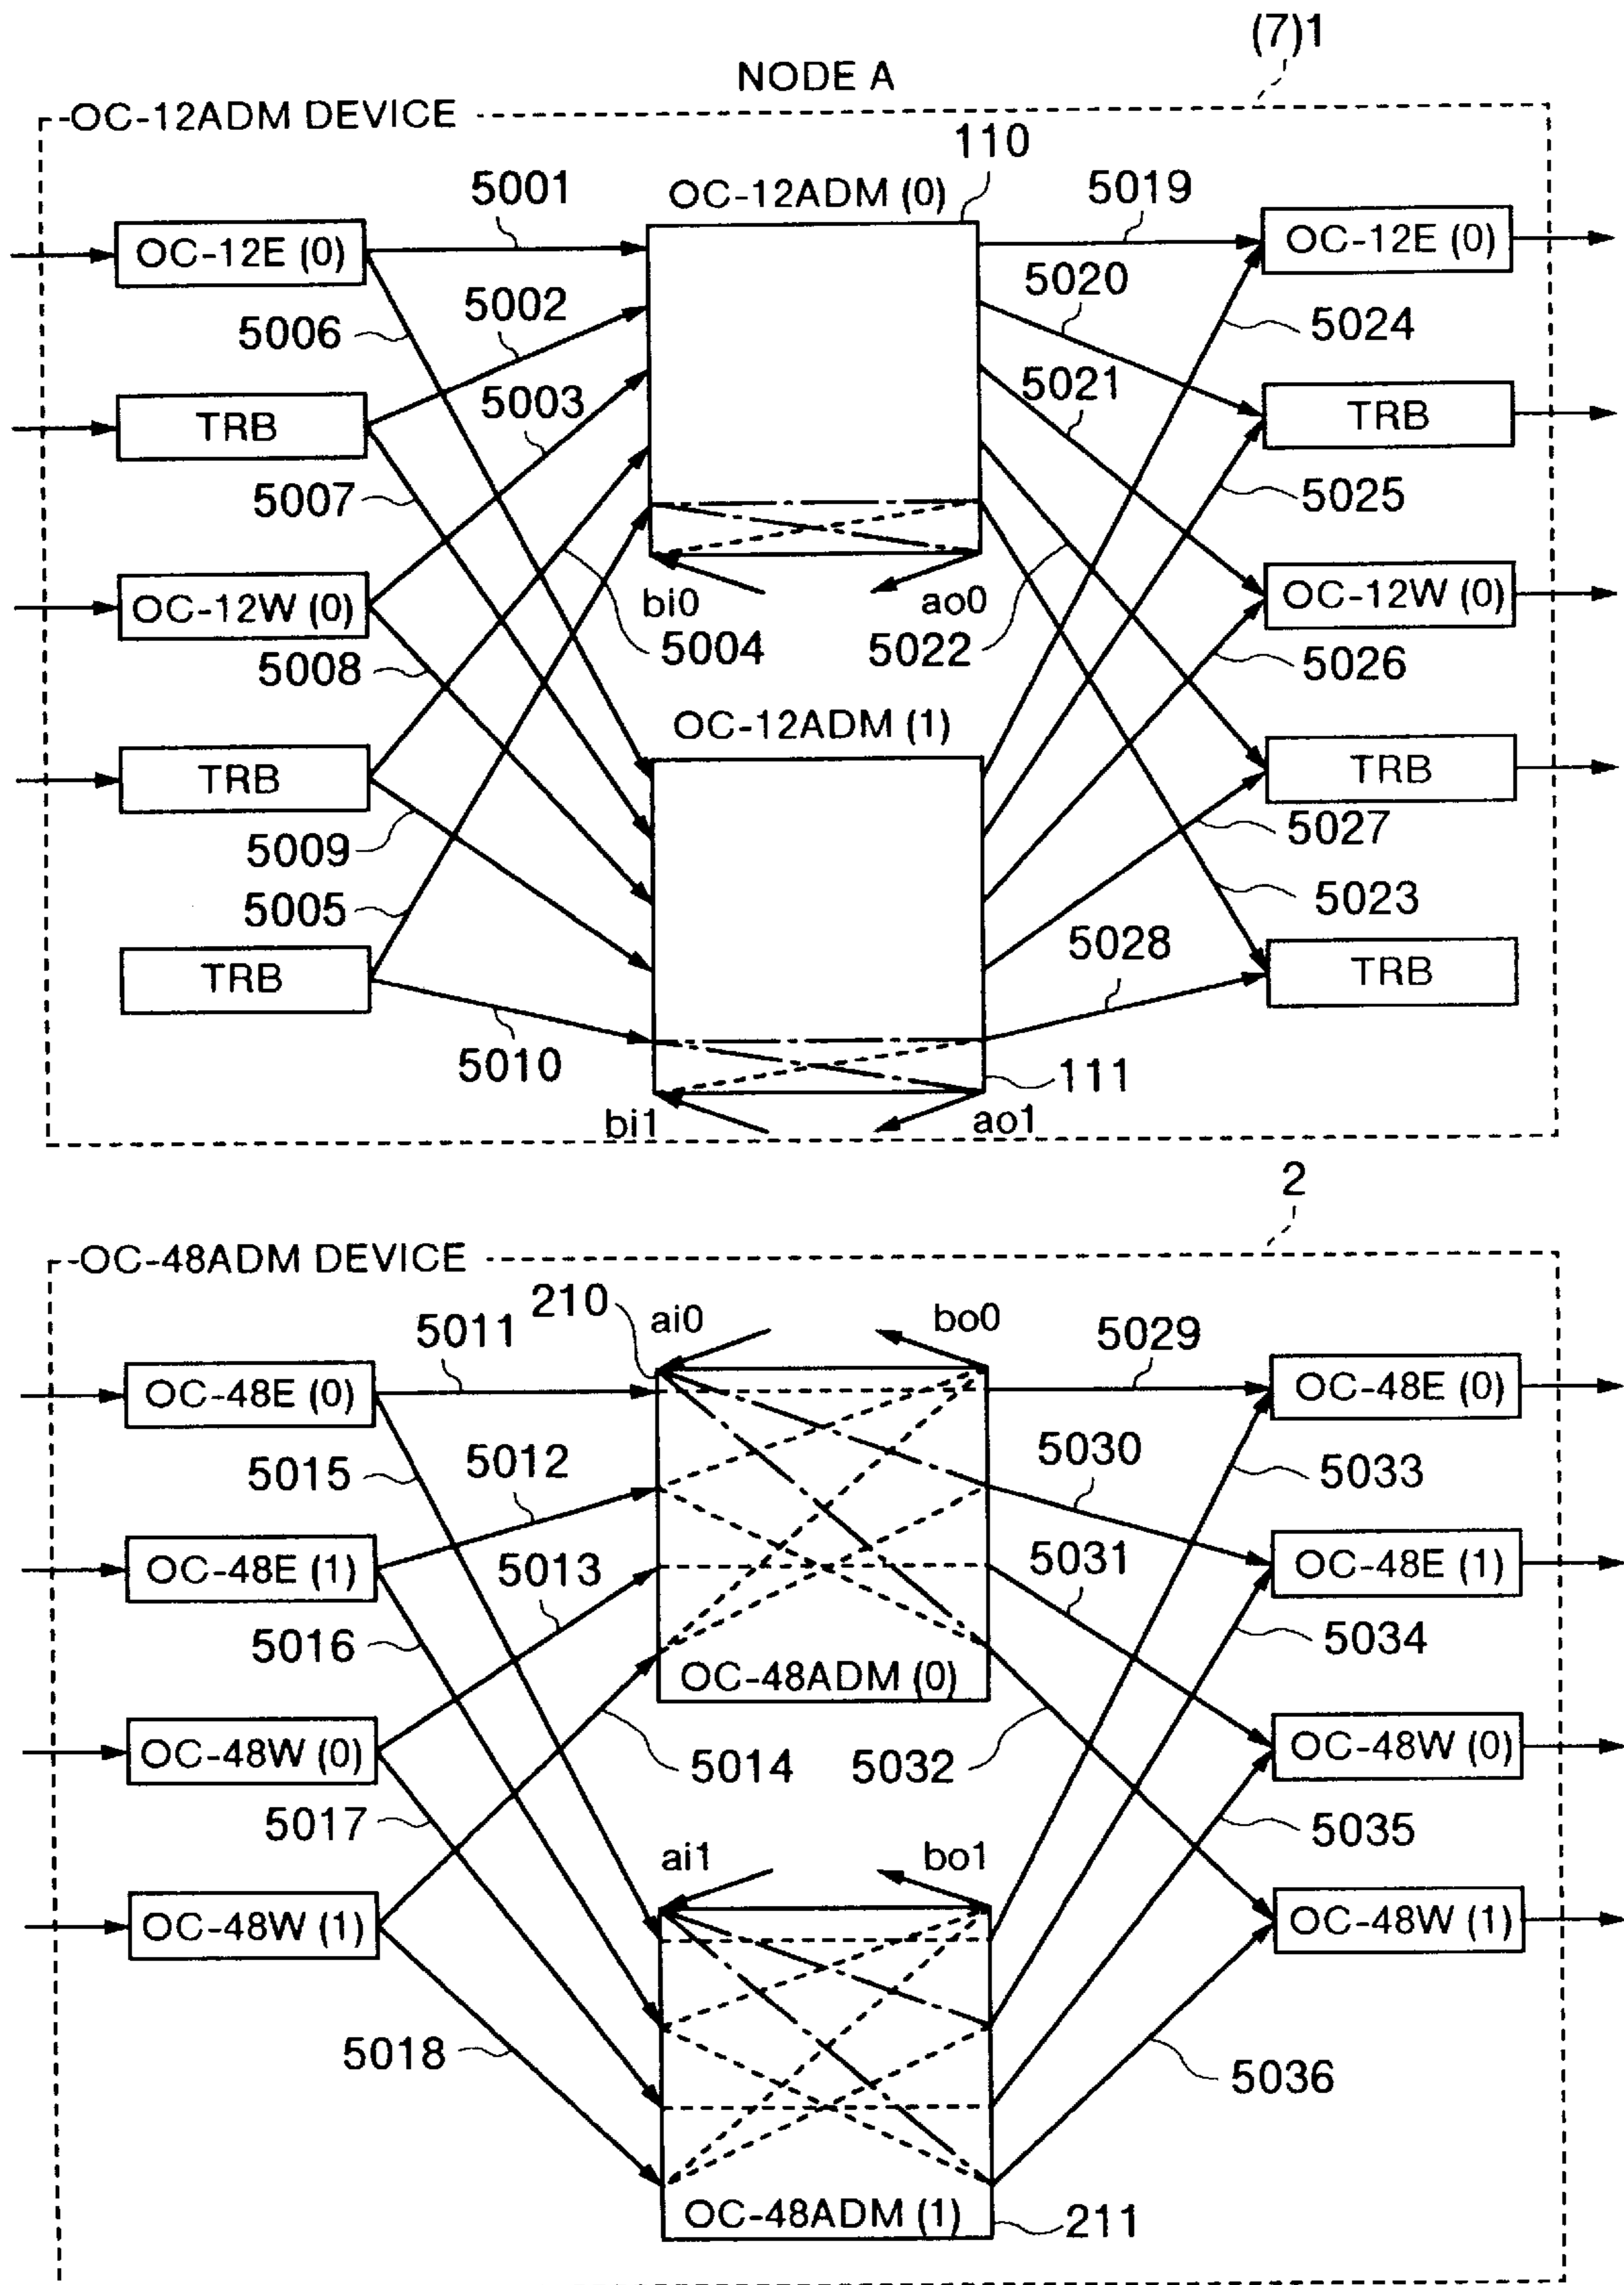 (7)1
NODE A
OC-12ADM DEVICE
110
5001
OC-12ADM (0)
5019
OC-12E (0)
OC-12E (0)
5002
5020
5006
5024
5003
5021
TRB
TRB
5007
5025
OC-12W (0)
bi0
ao0
OC-12W (0)
5008
5004
5022
5026
OC-12ADM (1)
TRB
TRB
5009
5027
5005
5023
5028
TRB
TRB
5010
111
bi1
ao1
2
OC-48ADM DEVICE
210
ai0
bo0
5011
5029
OC-48E (0)
OC-48E (0)
5012
5030
5015
5033
5013
5031
OC-48E (1)
OC-48E (1)
5016
5034
OC-48ADM (0)
OC-48W (0)
5014
5032
OC-48W (0)
5017
5035
ai1
bo1
OC-48W (1)
OC-48W (1)
5018
5036
OC-48ADM (1)
211